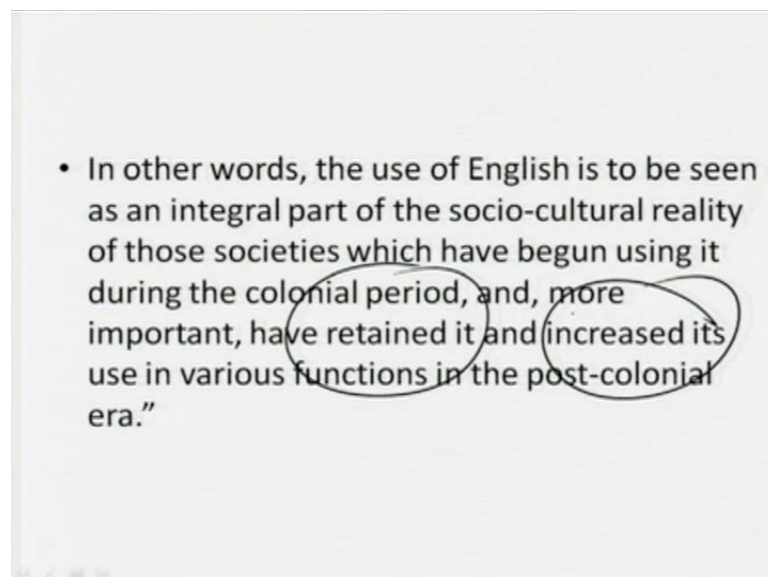 • In other words, the use of English is to be seen
as an integral part of the socio-cultural reality
of those societies which have begun using it
during the colonial period, and, more
important, have retained it and increased its
use in various functions in the post-colonial
era.”